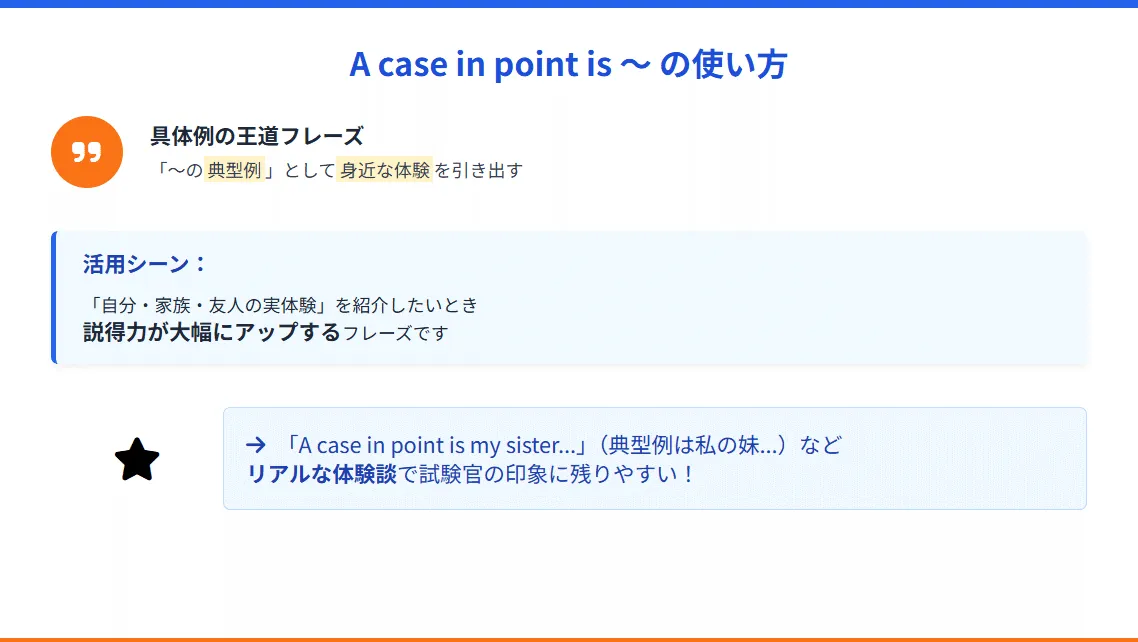 A case in point is ～ の使い方
具体例の王道フレーズ
「～の典型例」として身近な体験を引き出す
活用シーン：
「自分・家族・友人の実体験」を紹介したいとき
説得力が大幅にアップするフレーズです
→ 「A case in point is my sister...」（典型例は私の妹...）など
リアルな体験談で試験官の印象に残りやすい！